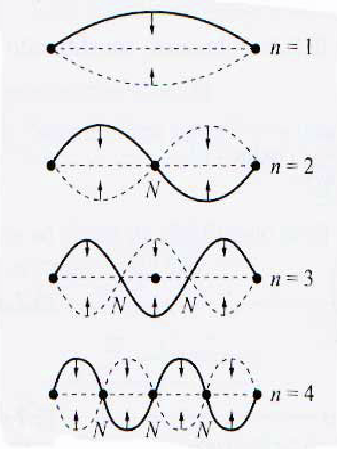 n = 1
n = 2
N
n = 3
N N
n = 4
N N N